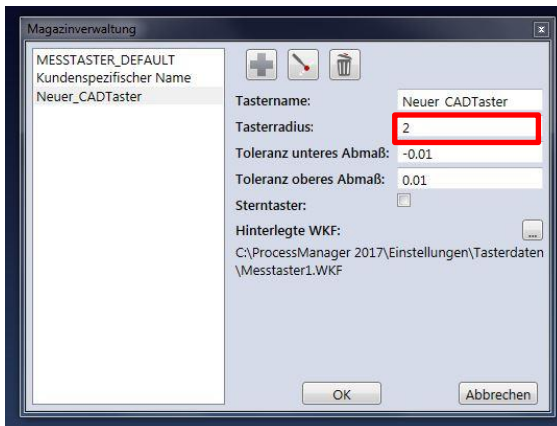 Magazinverwaltung
MESSTASTER_DEFAULT
Kundenspezifischer Name
Neuer_CADTaster
Tastername: Neuer CADTaster
Tasterradius: 2
Toleranz unteres Abmaß: -0.01
Toleranz oberes Abmaß: 0.01
Sterntaster:
Hinterlegte WKF: ...
C:\ProcessManager 2017\Einstellungen\Tasterdaten
\Messtaster1.WKF
OK Abbrechen